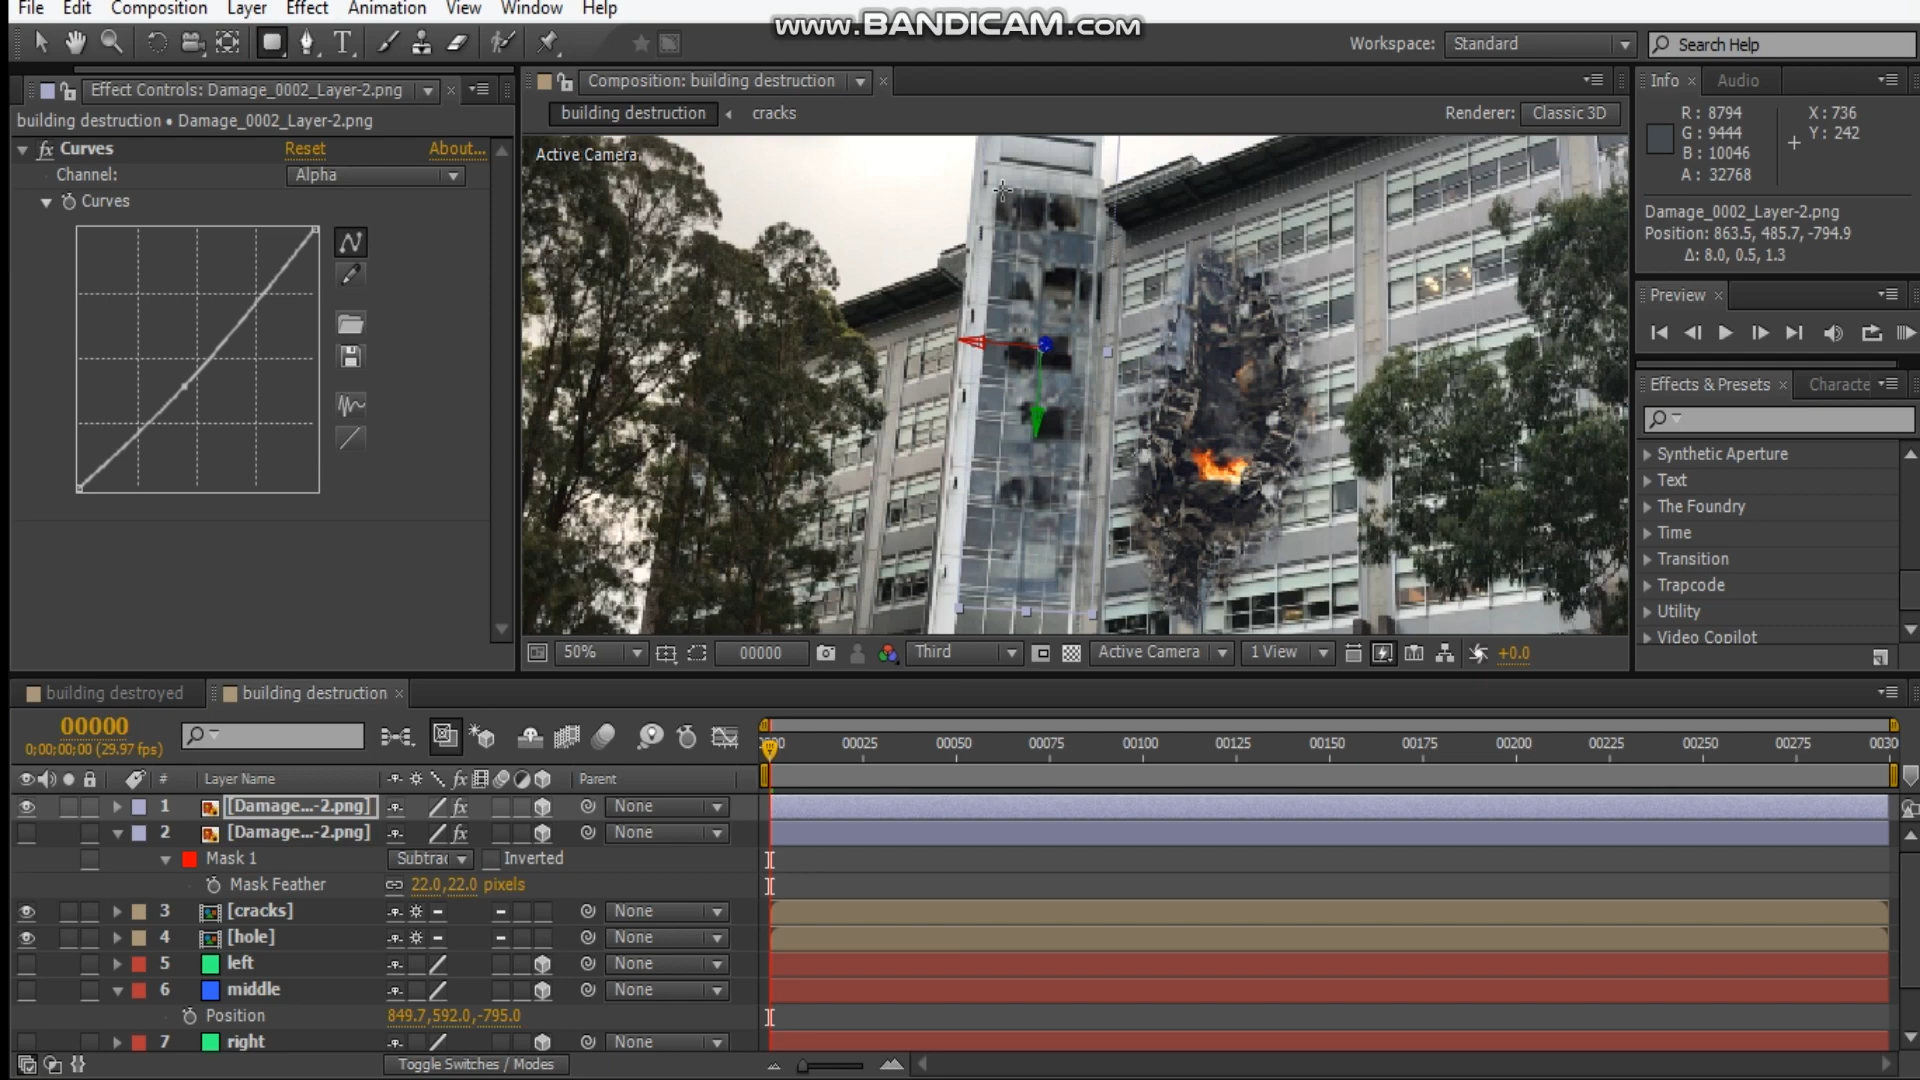 File Edit Composition Layer Effect Animation View Window Help
www.BANDICAM.com
Workspace: Standard
Search Help
Effect Controls: Damage_0002_Layer-2.png
building destruction • Damage_0002_Layer-2.png
fx Curves Reset About...
Channel: Alpha
Curves
Composition: building destruction
building destruction cracks
Renderer: Classic 3D
Active Camera
50% 00000 Third Active Camera 1 View +0.0
Info Audio
R: 8794 X: 736
G: 9444 Y: 242
B: 10046
A: 32768
Damage_0002_Layer-2.png
Position: 863.5, 485.7, -794.9
Δ: 8.0, 0.5, 1.3
Preview
Effects & Presets Characte
Synthetic Aperture
Text
The Foundry
Time
Transition
Trapcode
Utility
Video Copilot
building destroyed building destruction
00000
0;00;00;00 (29.97 fps)
00025 00050 00075 00100 00125 00150 00175 00200 00225 00250 00275 0030
# Layer Name fx Parent
1 [Damage...-2.png] fx None
2 [Damage...-2.png] fx None
Mask 1 Subtrac Inverted
Mask Feather 22.0,22.0 pixels
3 [cracks] None
4 [hole] None
5 left None
6 middle None
Position 849.7,592.0,-795.0
7 right None
Toggle Switches / Modes